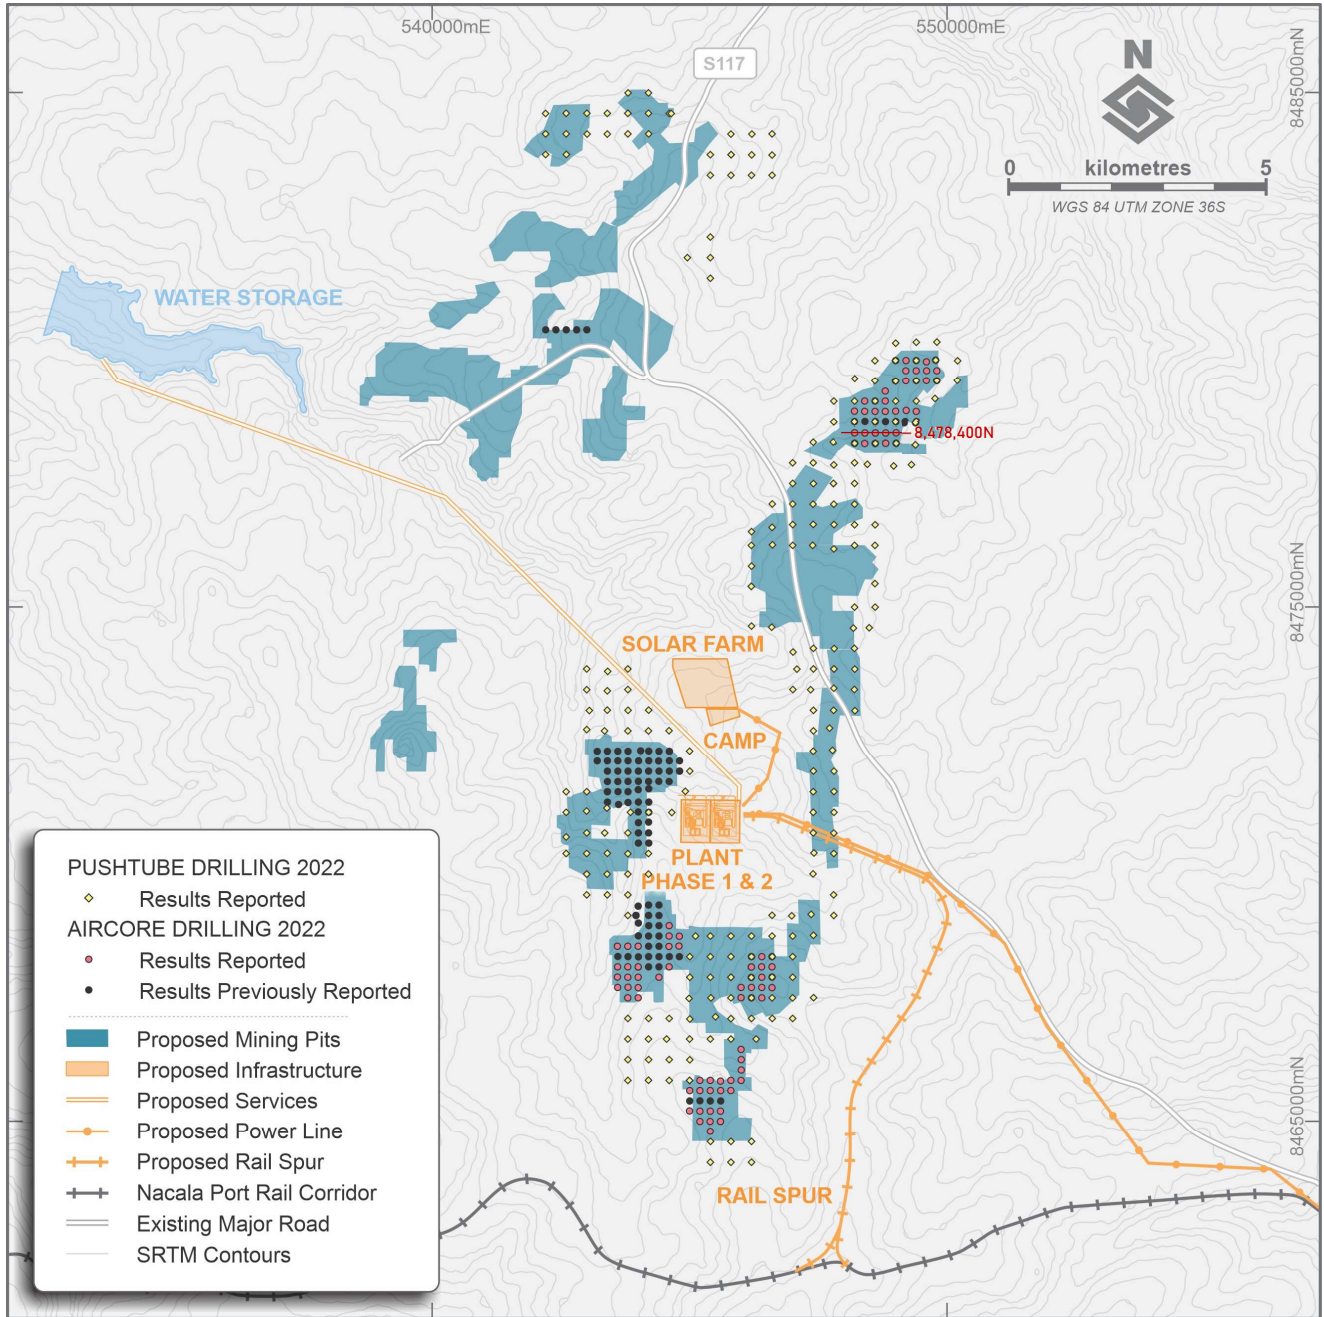 540000mE
550000mE
S117
N
8485000mN
0 kilometres 5
WGS 84 UTM ZONE 36S
WATER STORAGE
8,478,400N
8475000mN
SOLAR FARM
CAMP
PLANT
PHASE 1 & 2
PUSHTUBE DRILLING 2022
Results Reported
AIRCORE DRILLING 2022
Results Reported
Results Previously Reported
Proposed Mining Pits
Proposed Infrastructure
Proposed Services
Proposed Power Line
Proposed Rail Spur
Nacala Port Rail Corridor
Existing Major Road
SRTM Contours
8465000mN
RAIL SPUR